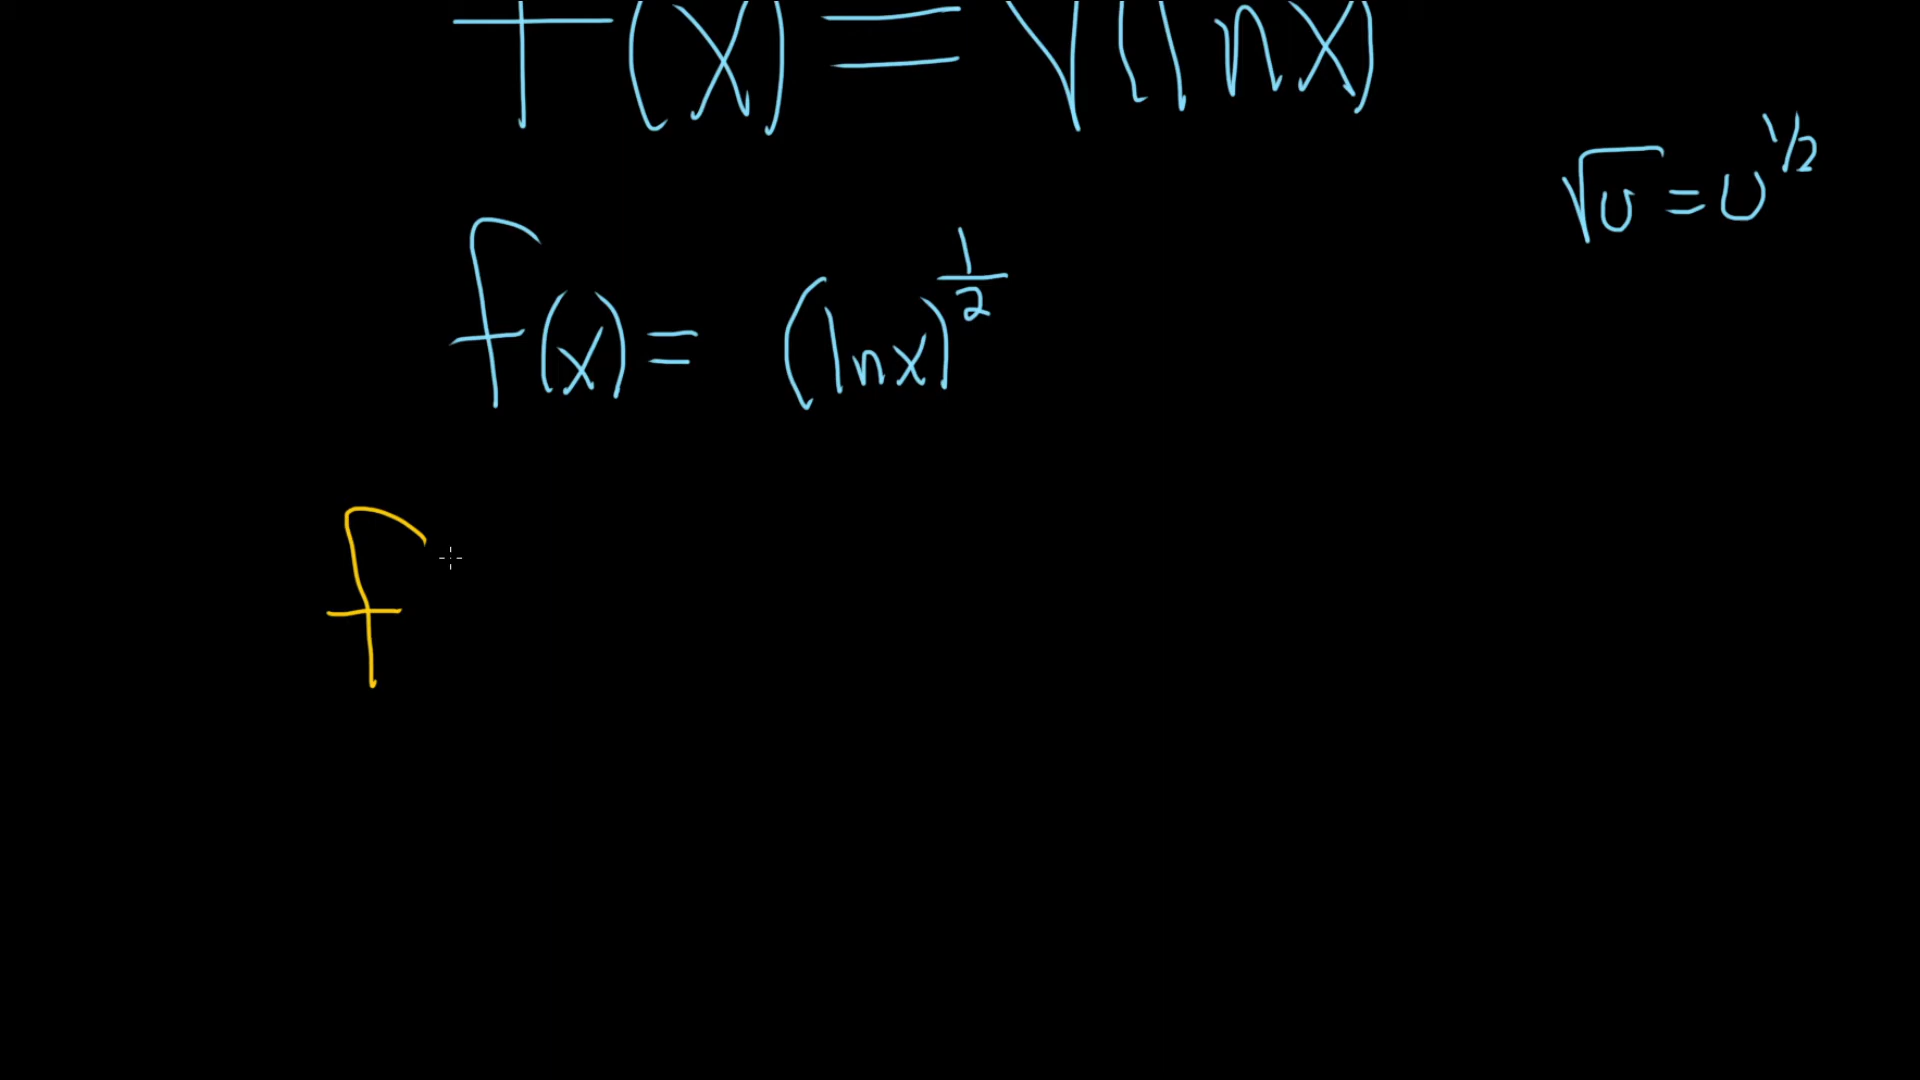 f(x) = √(ln x)
√u = u^{1/2}
f(x) = (ln x)^{1/2}
f